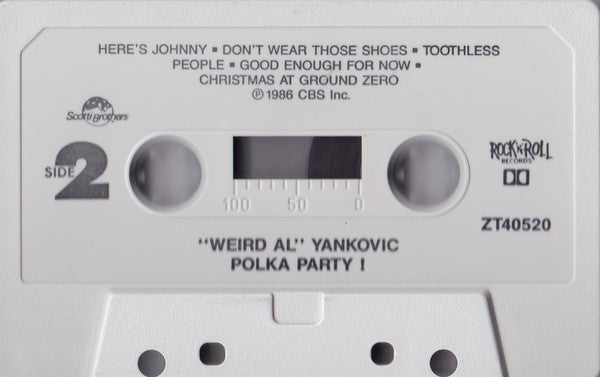 HERE'S JOHNNY ▪ DON'T WEAR THOSE SHOES ▪ TOOTHLESS
PEOPLE ▪ GOOD ENOUGH FOR NOW ▪
CHRISTMAS AT GROUND ZERO
℗ 1986 CBS Inc.
Scotti Brothers
SIDE 2
ROCK 'N' ROLL
RECORDS
100 50 0
ZT40520
"WEIRD AL" YANKOVIC
POLKA PARTY !